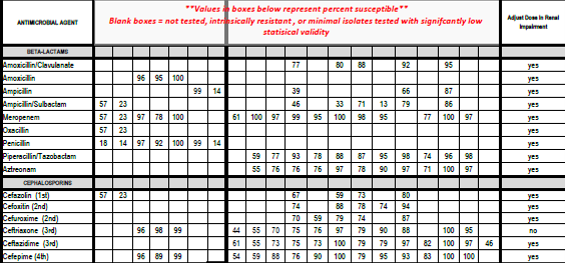 ANTIMICROBIAL AGENT
**Values in boxes below represent percent susceptible**
Blank boxes = not tested, intrinsically resistant, or minimal isolates tested with signifcantly low
statisical validity
Adjust Dose In Renal
Impairment
BETA-LACTAMS
Amoxicillin/Clavulanate 77 80 88 92 95 yes
Amoxicillin 96 95 100 yes
Ampicillin 99 14 39 66 87 yes
Ampicillin/Sulbactam 57 23 46 33 71 13 79 86 yes
Meropenem 57 23 97 78 100 61 100 97 99 95 100 98 95 77 100 97 yes
Oxacillin 57 23 yes
Penicillin 18 14 97 92 100 99 14 yes
Piperacillin/Tazobactam 59 77 93 78 88 87 95 98 74 96 98 yes
Aztreonam 55 76 76 76 97 78 90 97 71 100 97 yes
CEPHALOSPORINS
Cefazolin (1st) 57 23 67 59 73 80 yes
Cefoxitin (2nd) 74 88 78 74 94 yes
Cefuroxime (2nd) 70 59 79 74 87 yes
Ceftriaxone (3rd) 96 98 99 44 55 70 75 76 97 79 90 88 100 95 no
Ceftazidime (3rd) 61 55 73 75 73 100 79 79 97 82 100 97 46 yes
Cefepime (4th) 96 89 99 54 59 88 76 90 100 79 95 93 83 100 100 yes